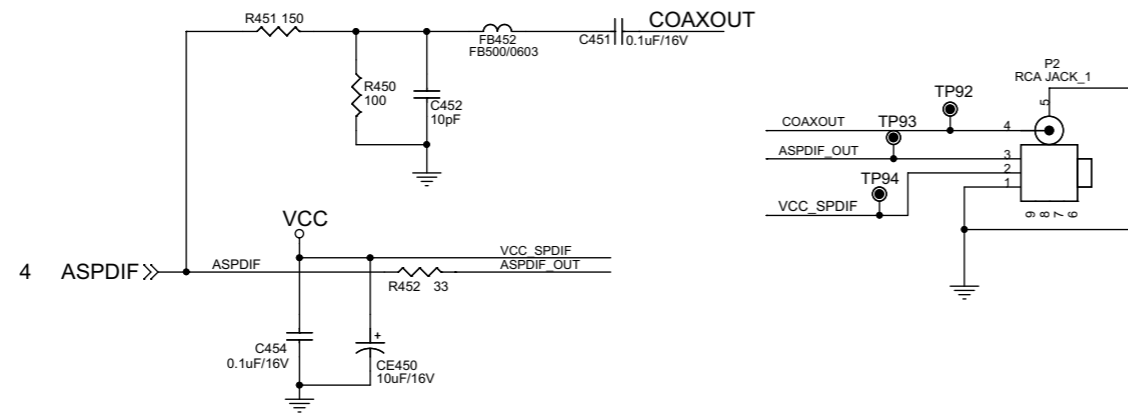 R451 150
FB452
FB500/0603
C451
0.1uF/16V
COAXOUT
R450
100
C452
10pF
P2
RCA JACK_1
5
TP92
COAXOUT
4
TP93
ASPDIF_OUT
3
2
TP94
1
VCC_SPDIF
9
8
7
6
VCC
VCC_SPDIF
4 ASPDIF
ASPDIF
ASPDIF_OUT
R452 33
C454
0.1uF/16V
+
CE450
10uF/16V